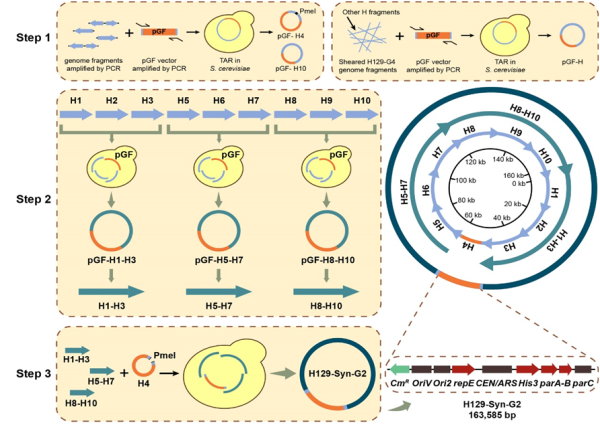 Step 1
genome fragments
amplified by PCR
+
pGF
pGF vector
amplified by PCR
TAR in
S. cerevisiae
PmeI
pGF- H4
pGF- H10
Other H fragments
Sheared H129-G4
genome fragments
+
pGF
pGF vector
amplified by PCR
TAR in
S. cerevisiae
pGF-H
Step 2
H1 H2 H3 H5 H6 H7 H8 H9 H10
pGF pGF pGF
pGF-H1-H3 pGF-H5-H7 pGF-H8-H10
H1-H3 H5-H7 H8-H10
H8-H10
H5-H7
H1-H3
H8
H9
H10
H1
H2
H3
H4
H5
H6
H7
120 kb
140 kb
160 kb
0 kb
20 kb
40 kb
60 kb
80 kb
100 kb
Step 3
H1-H3
H5-H7
H8-H10
+
PmeI
H4
H129-Syn-G2
Cmᴿ OriV Ori2 repE CEN/ARS His3 parA-B parC
H129-Syn-G2
163,585 bp